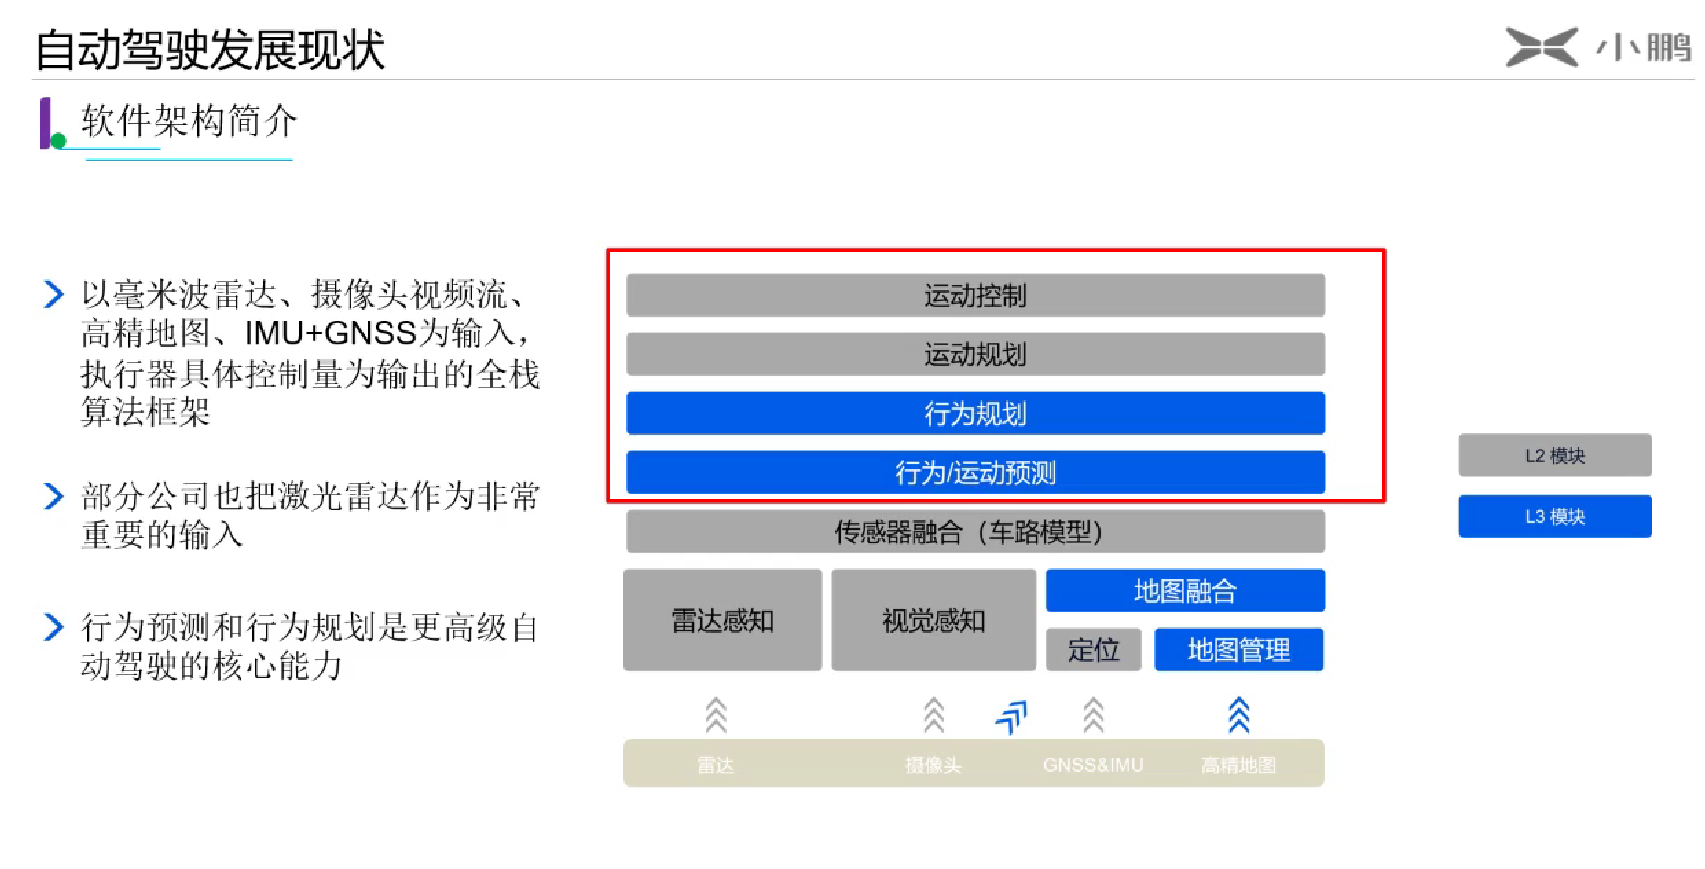 自动驾驶发展现状
小鹏
软件架构简介
以毫米波雷达、摄像头视频流、
高精地图、IMU+GNSS为输入，
执行器具体控制量为输出的全栈
算法框架
部分公司也把激光雷达作为非常
重要的输入
行为预测和行为规划是更高级自
动驾驶的核心能力
运动控制
运动规划
行为规划
行为/运动预测
传感器融合（车路模型）
雷达感知
视觉感知
地图融合
定位
地图管理
雷达
摄像头
GNSS&IMU
高精地图
L2 模块
L3 模块